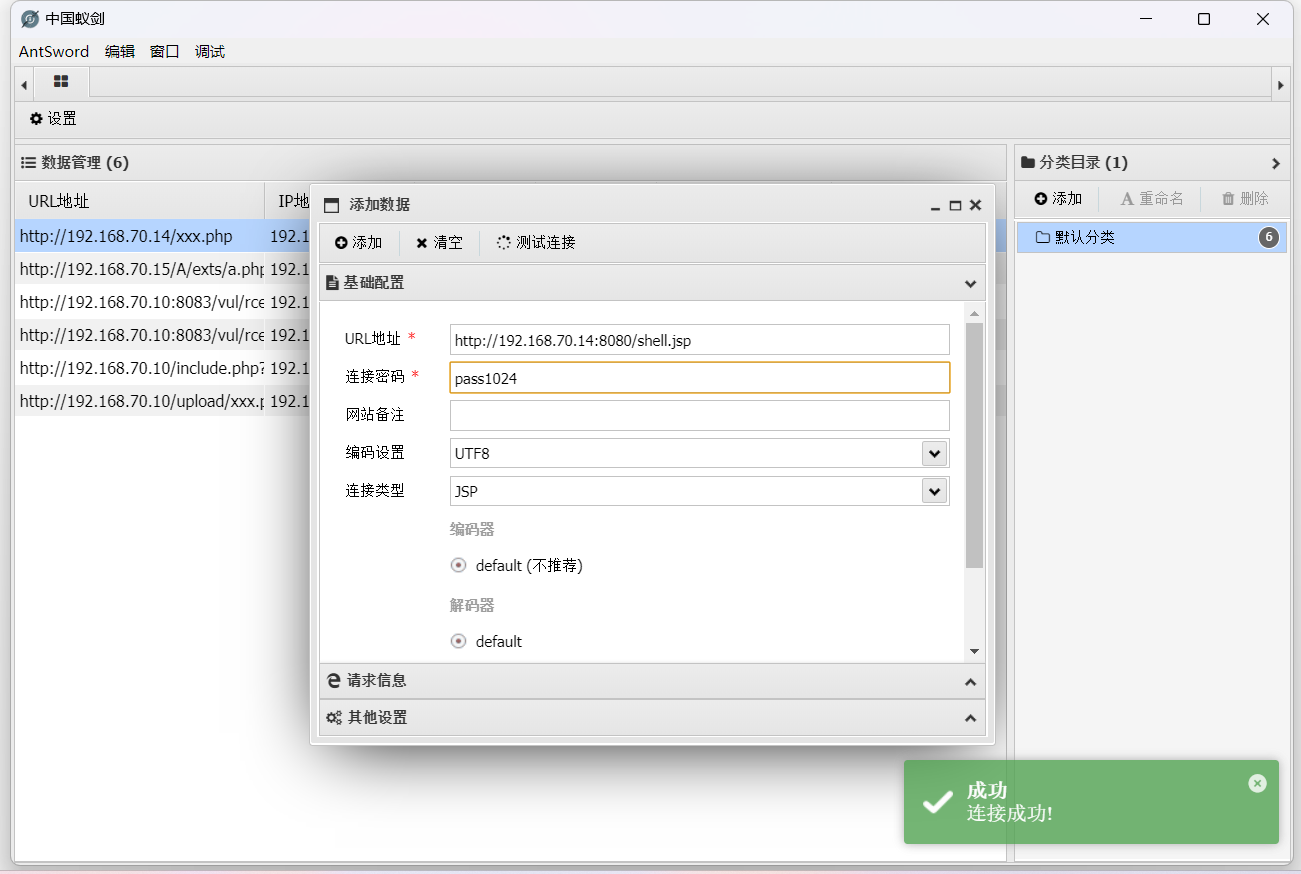 中国蚁剑
AntSword 编辑 窗口 调试
设置
数据管理 (6)
分类目录 (1)
URL地址
IP地
添加 重命名 删除
http://192.168.70.14/xxx.php 192.1
http://192.168.70.15/A/exts/a.php 192.1
http://192.168.70.10:8083/vul/rce 192.1
http://192.168.70.10:8083/vul/rce 192.1
http://192.168.70.10/include.php? 192.1
http://192.168.70.10/upload/xxx.p 192.1
默认分类 6
添加数据
添加 清空 测试连接
基础配置
URL地址 * http://192.168.70.14:8080/shell.jsp
连接密码 * pass1024
网站备注
编码设置 UTF8
连接类型 JSP
编码器
default (不推荐)
解码器
default
请求信息
其他设置
成功
连接成功!